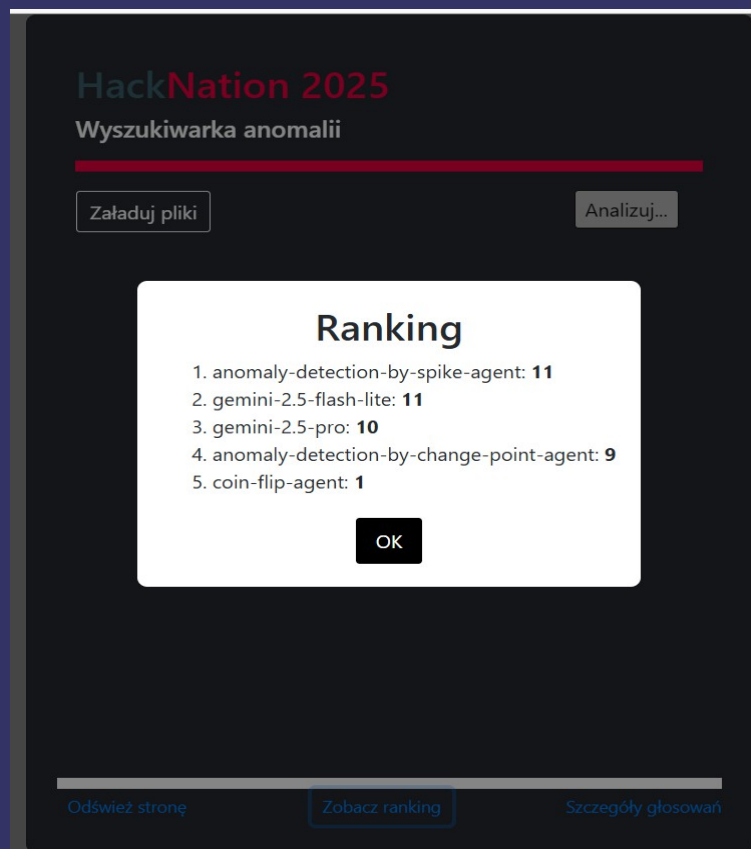 HackNation 2025
Wyszukiwarka anomalii
Załaduj pliki
Analizuj...
Ranking
1. anomaly-detection-by-spike-agent: 11
2. gemini-2.5-flash-lite: 11
3. gemini-2.5-pro: 10
4. anomaly-detection-by-change-point-agent: 9
5. coin-flip-agent: 1
OK
Odśwież stronę
Zobacz ranking
Szczegóły głosowań